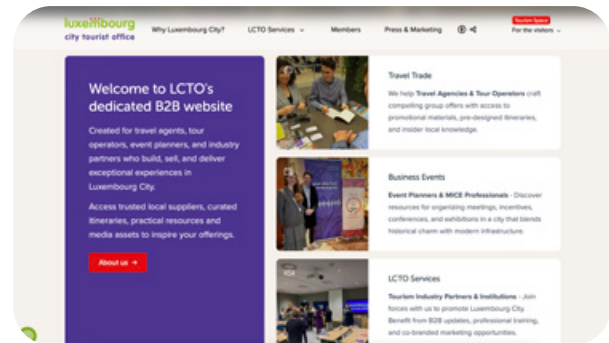 luxembourg
city tourist office
Why Luxembourg City?
LCTO Services
Members
Press & Marketing
Tourism Space
For the visitors
Welcome to LCTO's
dedicated B2B website
Created for travel agents, tour
operators, event planners, and industry
partners who build, sell, and deliver
exceptional experiences in
Luxembourg City.
Access trusted local suppliers, curated
itineraries, practical resources and
media assets to inspire your offerings.
About us →
Travel Trade
We help Travel Agencies & Tour Operators craft
compelling group offers with access to
promotional materials, pre-designed itineraries,
and insider local knowledge.
Business Events
Event Planners & MICE Professionals - Discover
resources for organizing meetings, incentives,
conferences, and exhibitions in a city that blends
historical charm with modern infrastructure.
LCTO Services
Tourism Industry Partners & Institutions - Join
forces with us to promote Luxembourg City.
Benefit from B2B updates, professional training,
and co-branded marketing opportunities.